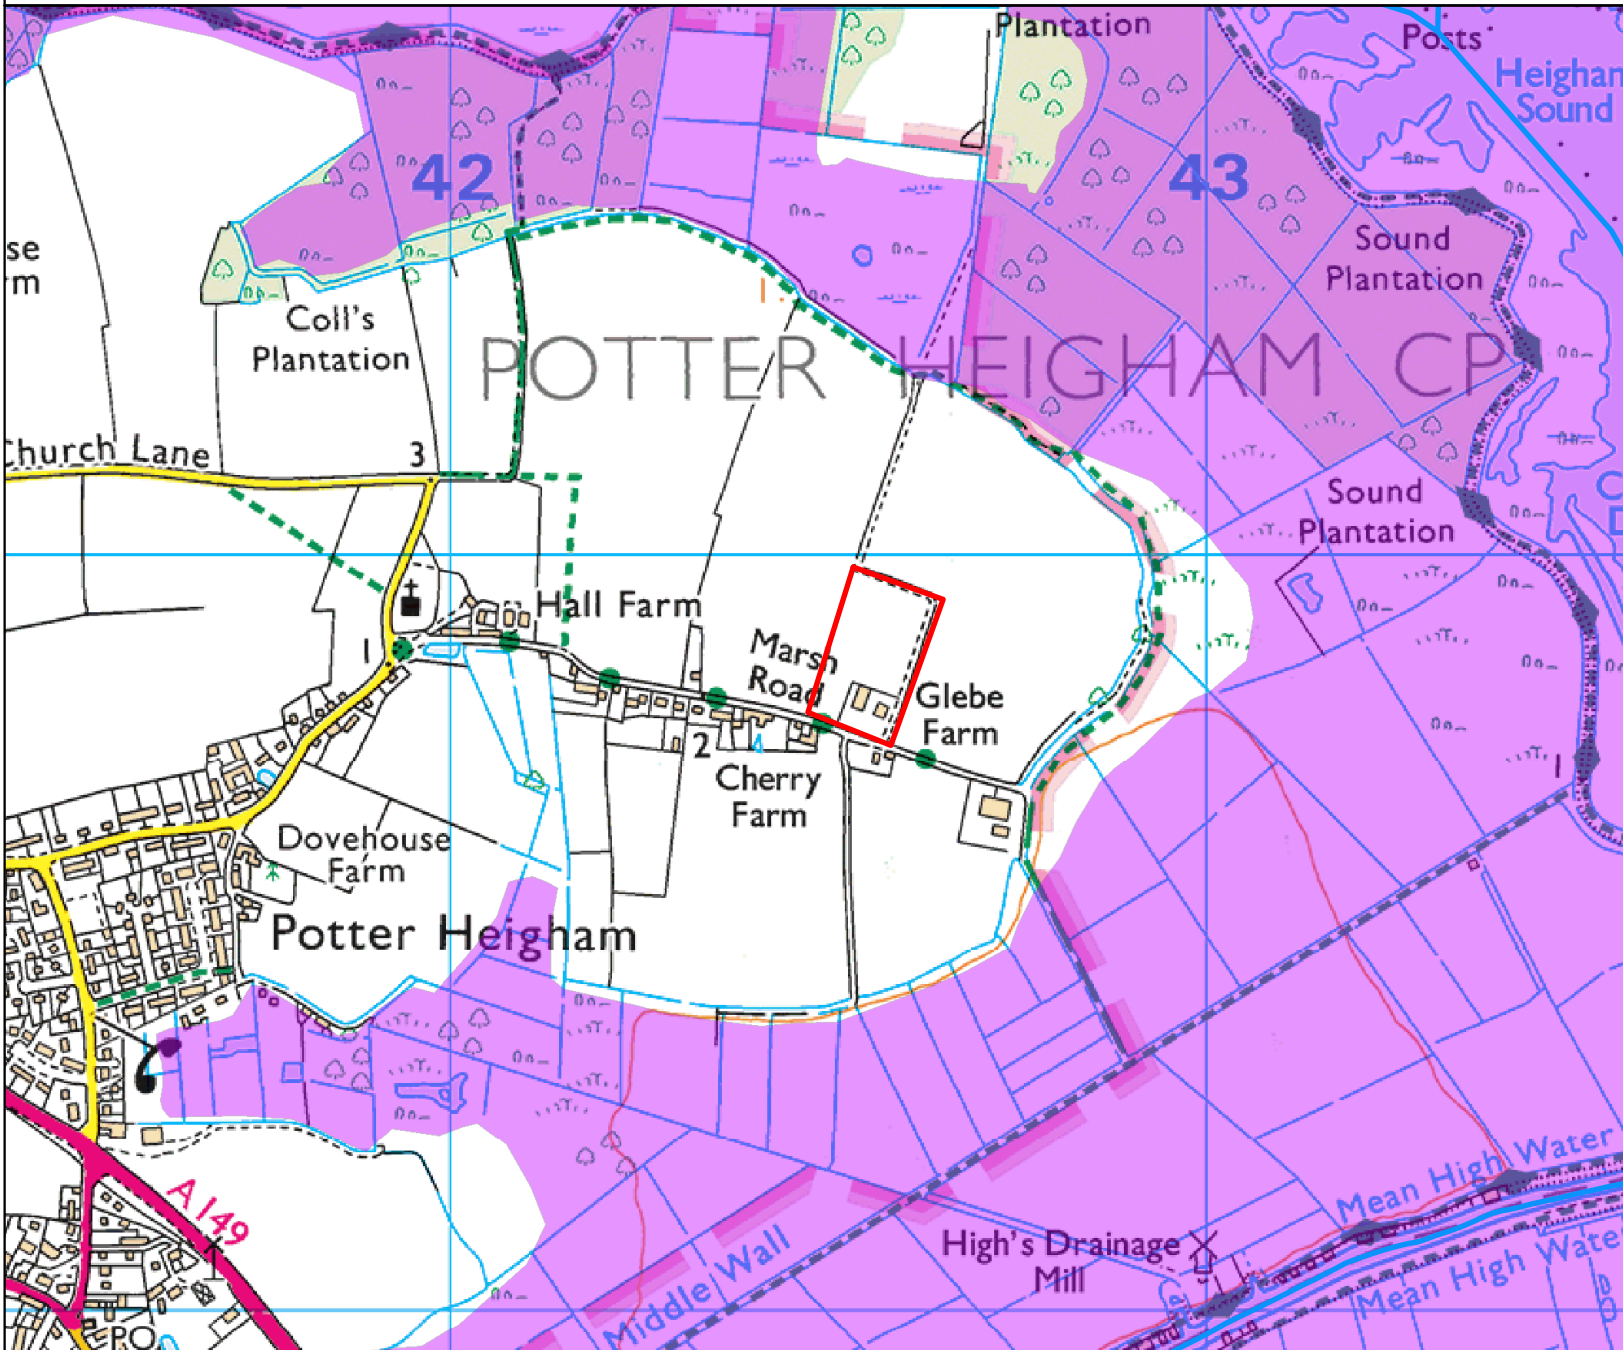 Plantation
Posts
Heigham
Sound
42
43
se
m
Sound
Plantation
Coll's
Plantation
POTTER HEIGHAM CP
Church Lane
3
Sound
Plantation
Hall Farm
1
Marsh
Road
Glebe
Farm
2
Cherry
Farm
1
Dovehouse
Farm
Potter Heigham
A149
High's Drainage
Mill
Mean High Water
Mean High Water
Middle Wall
PO